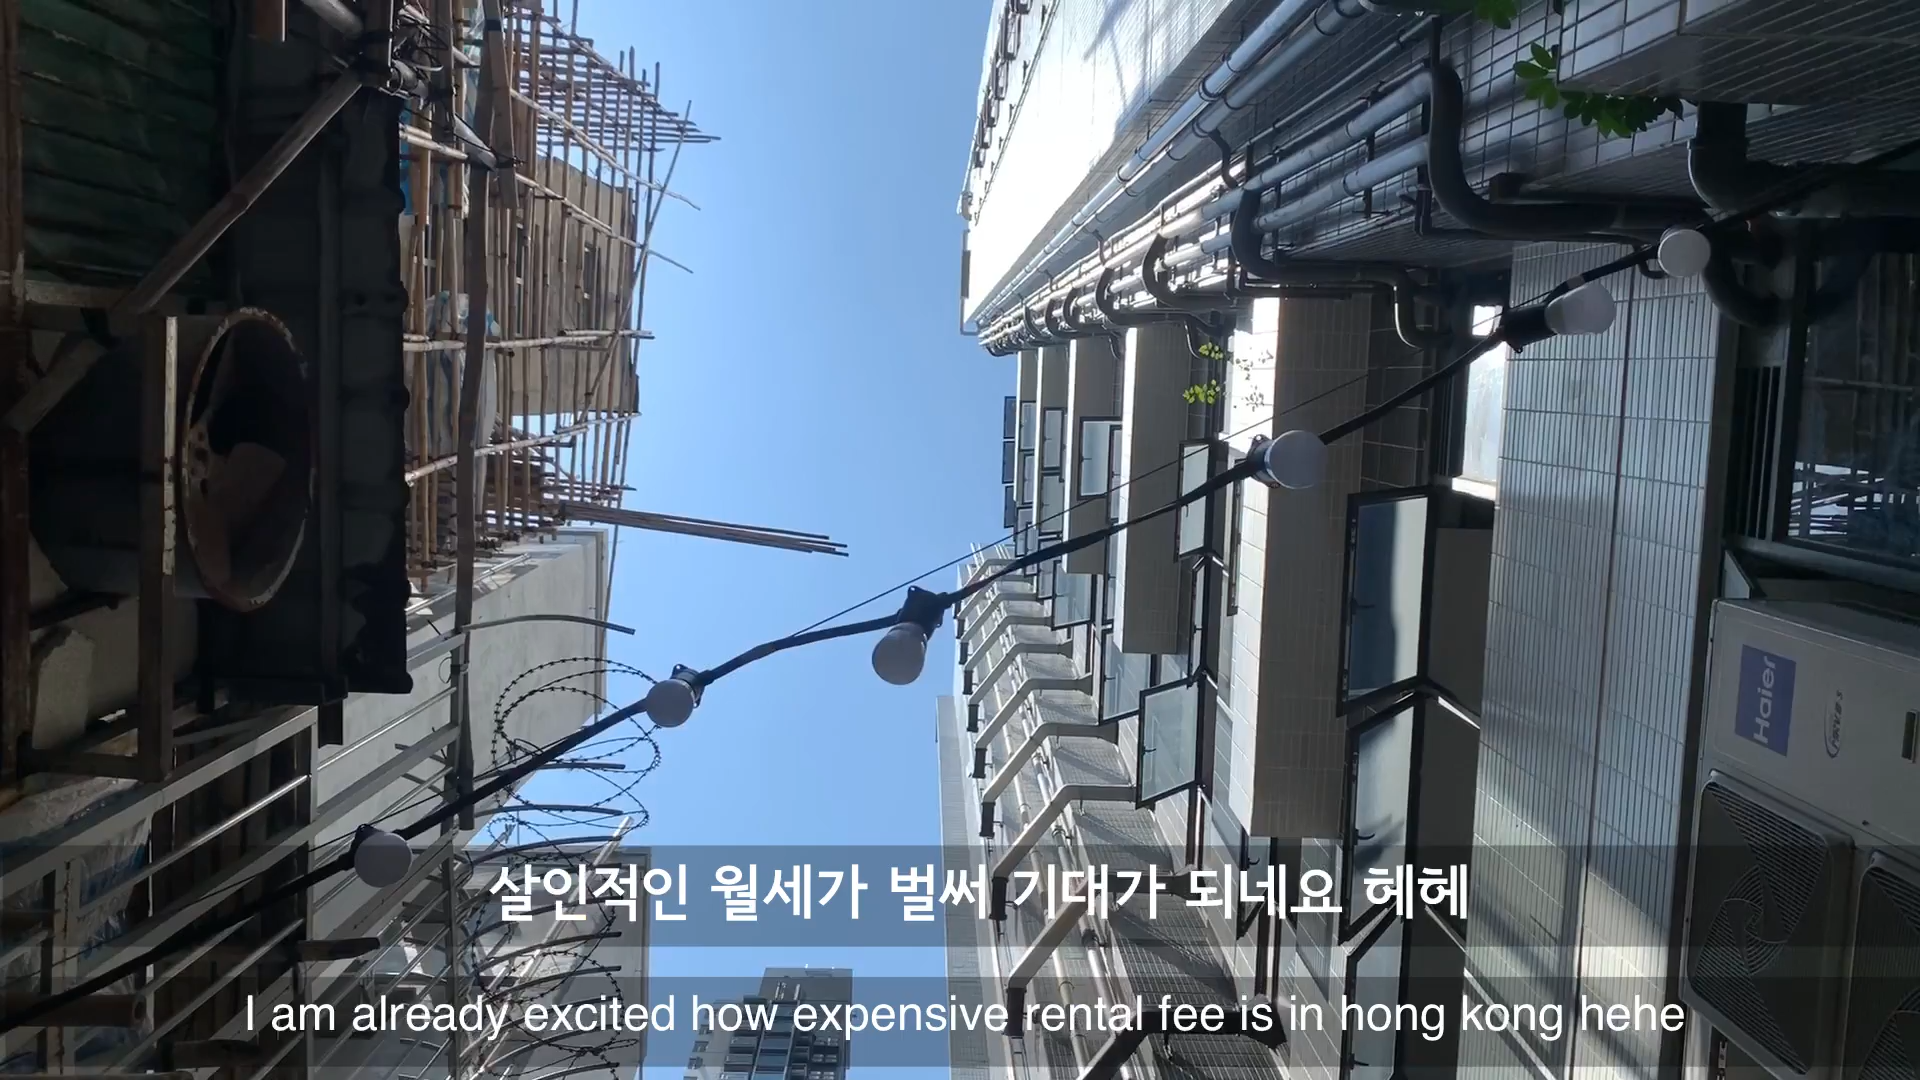 Haier
살인적인 월세가 벌써 기대가 되네요 헤헤
I am already excited how expensive rental fee is in hong kong hehe